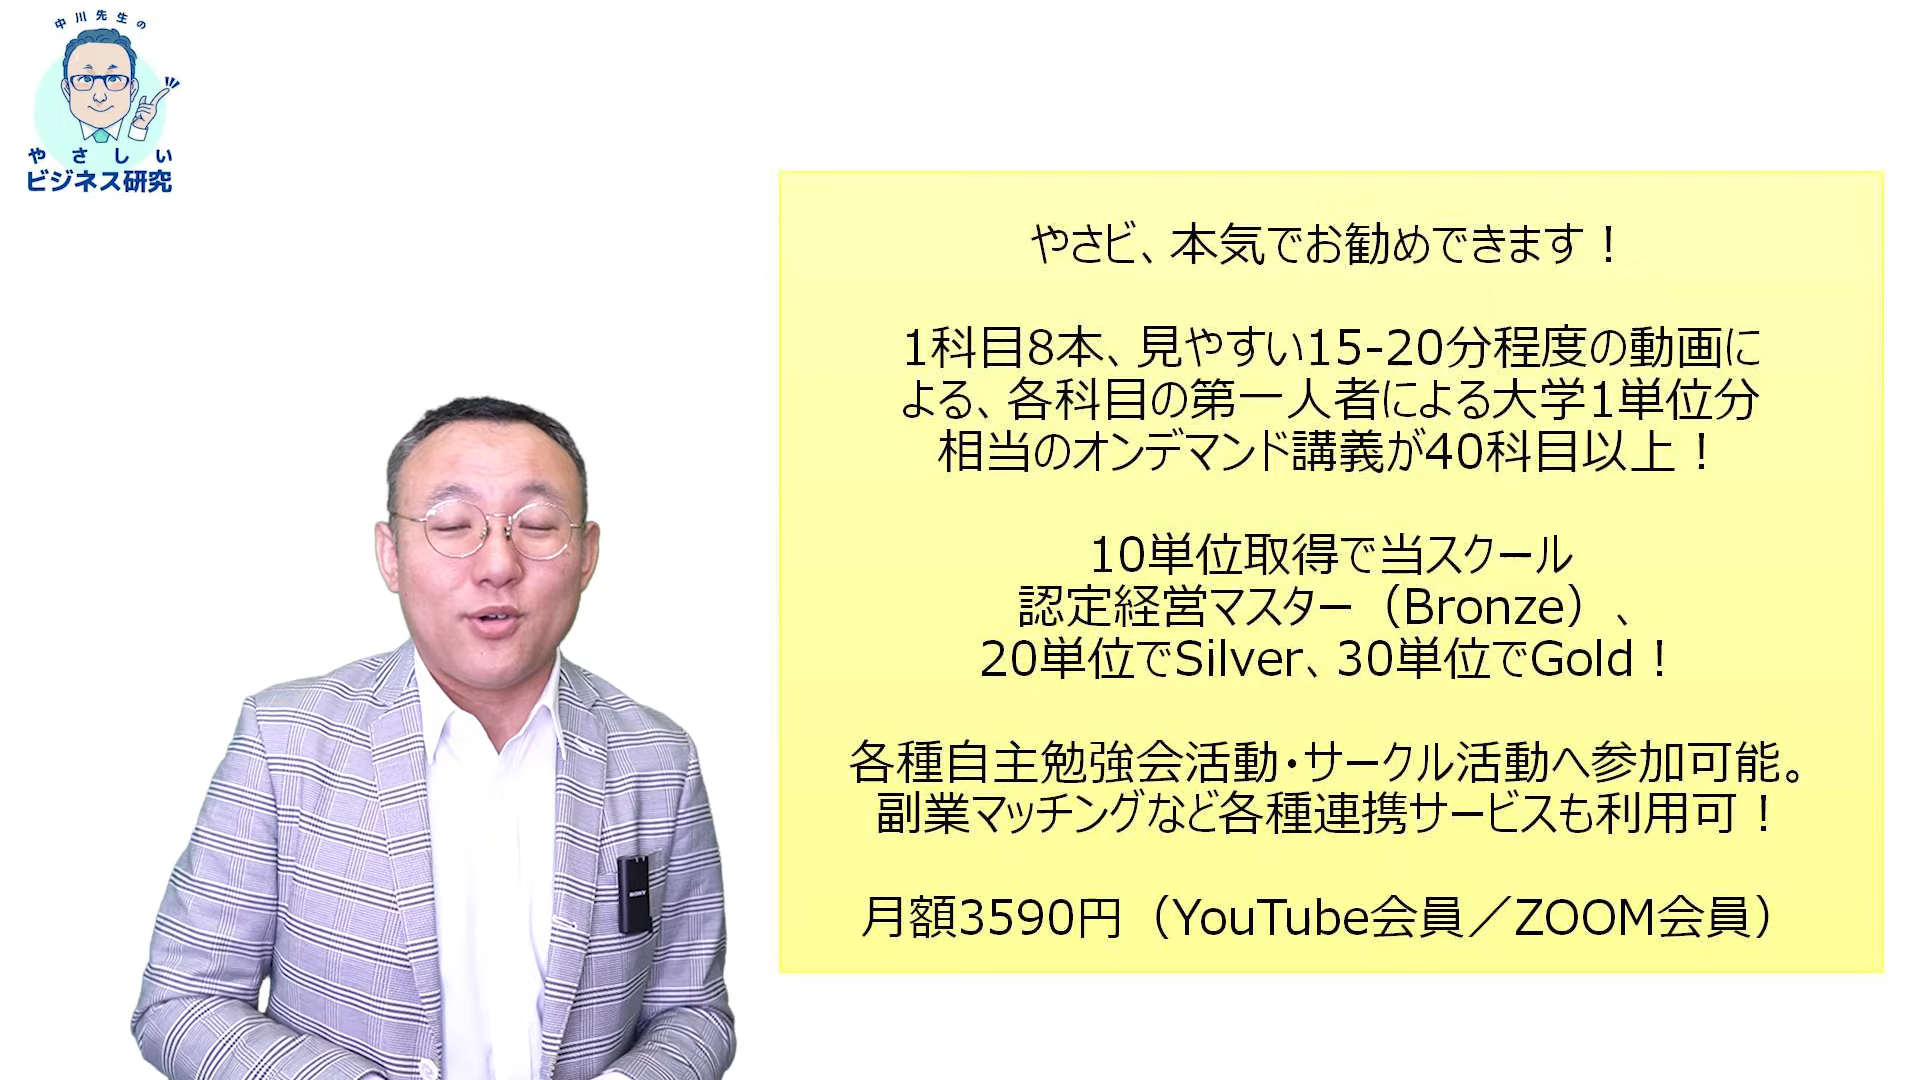 中川先生の
やさしい
ビジネス研究
やさビ、本気でお勧めできます！
1科目8本、見やすい15-20分程度の動画に
よる、各科目の第一人者による大学1単位分
相当のオンデマンド講義が40科目以上！
10単位取得で当スクール
認定経営マスター（Bronze）、
20単位でSilver、30単位でGold！
各種自主勉強会活動・サークル活動へ参加可能。
副業マッチングなど各種連携サービスも利用可！
月額3590円（YouTube会員／ZOOM会員）
SONY